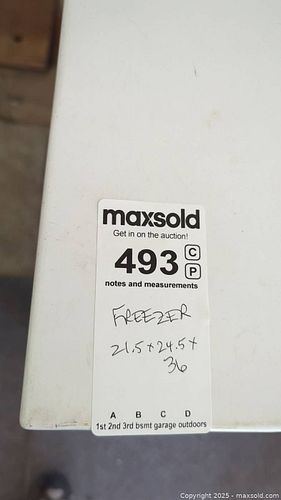 maxsold
Get in on the auction!
493 C
P
notes and measurements
FREEZER
21.5 x 24.5 x
36
A B C D
1st 2nd 3rd bsmt garage outdoors
Copyright 2025 - maxsold.com